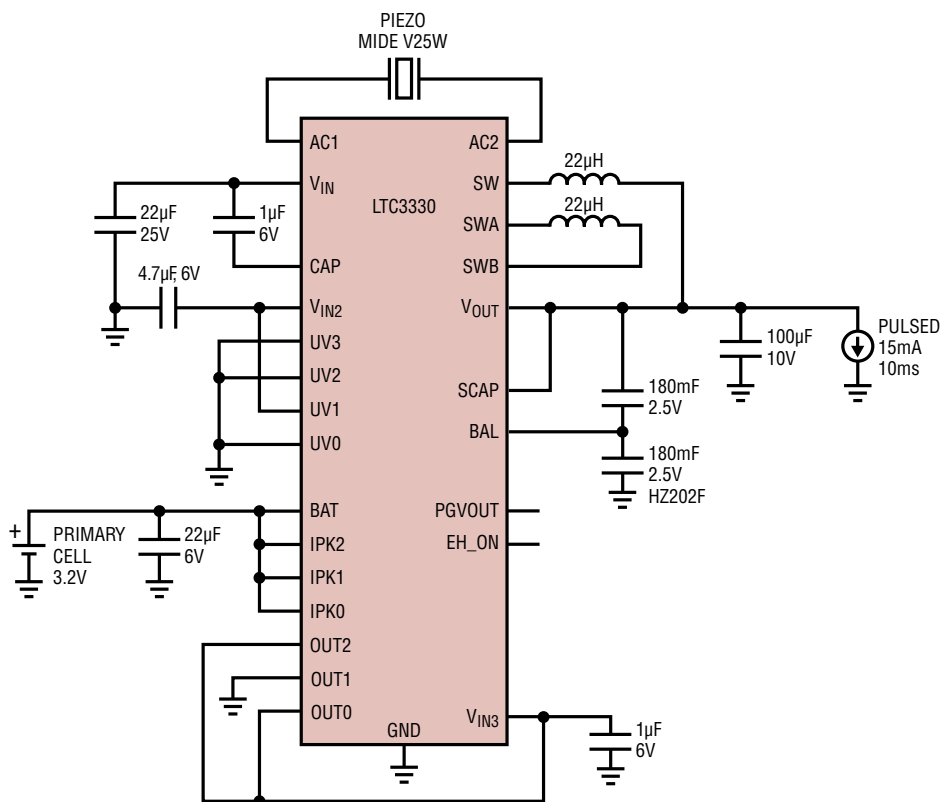 PIEZO
MIDE V25W
AC1
AC2
VIN
SW
22µH
LTC3330
22µF
25V
1µF
6V
SWA
22µH
CAP
SWB
4.7µF, 6V
VIN2
VOUT
UV3
UV2
UV1
UV0
SCAP
BAL
100µF
10V
PULSED
15mA
10ms
180mF
2.5V
180mF
2.5V
HZ202F
BAT
PGVOUT
IPK2
EH_ON
IPK1
IPK0
+
PRIMARY
CELL
3.2V
22µF
6V
OUT2
OUT1
OUT0
VIN3
GND
1µF
6V